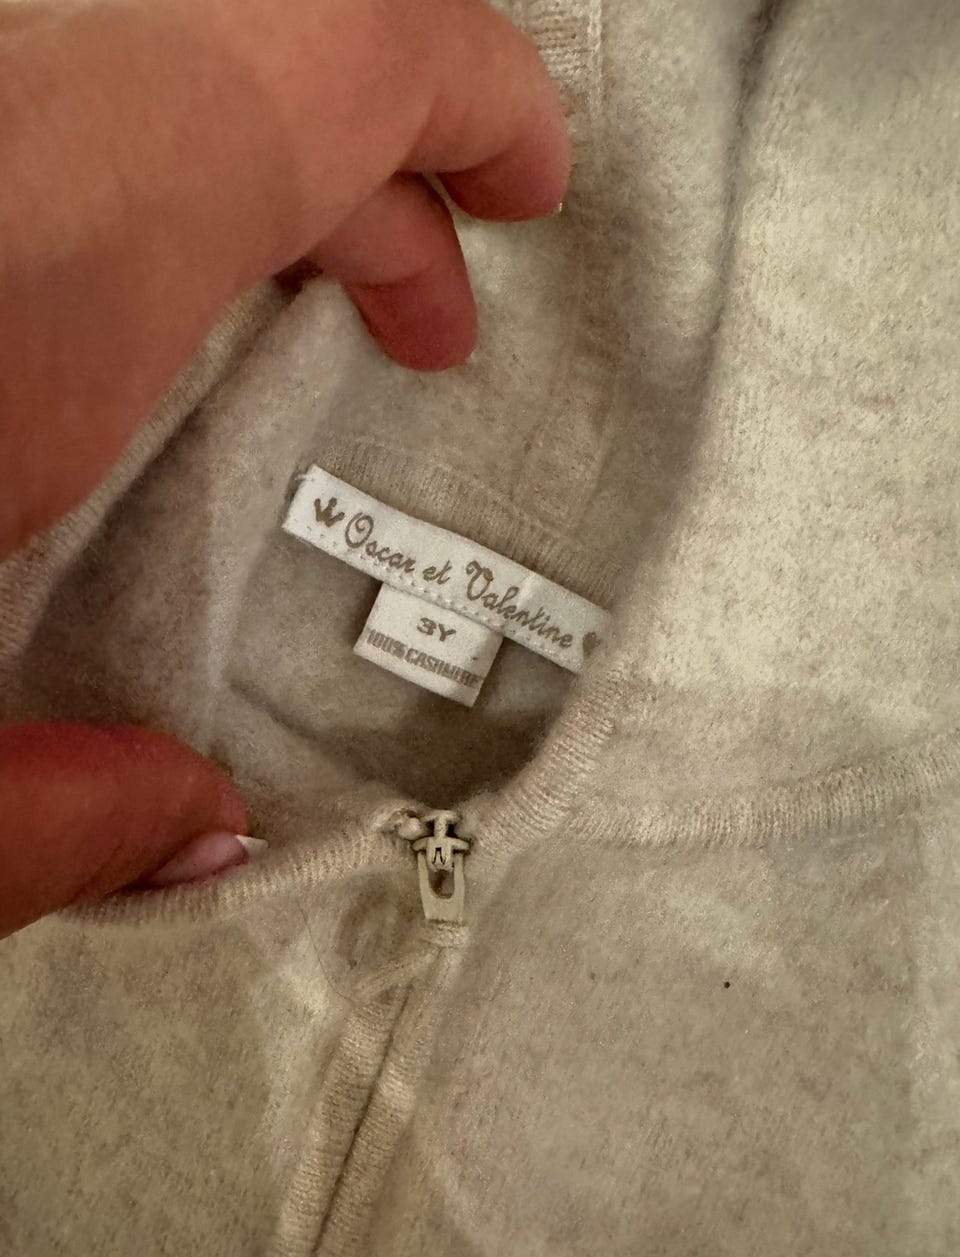 Oscar et Valentine
3Y
100% CASHMERE